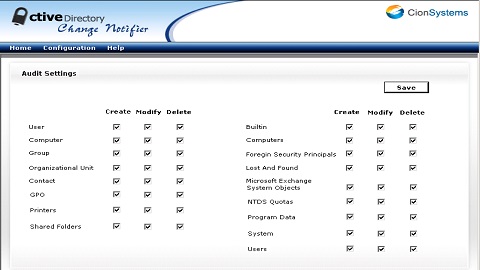 ctive Directory
Change Notifier
CionSystems
Home Configuration Help
Audit Settings
Save
Create Modify Delete
User
Computer
Group
Organizational Unit
Contact
GPO
Printers
Shared Folders
Create Modify Delete
Builtin
Computers
Foregin Security Principals
Lost And Found
Microsoft Exchange
System Objects
NTDS Quotas
Program Data
System
Users